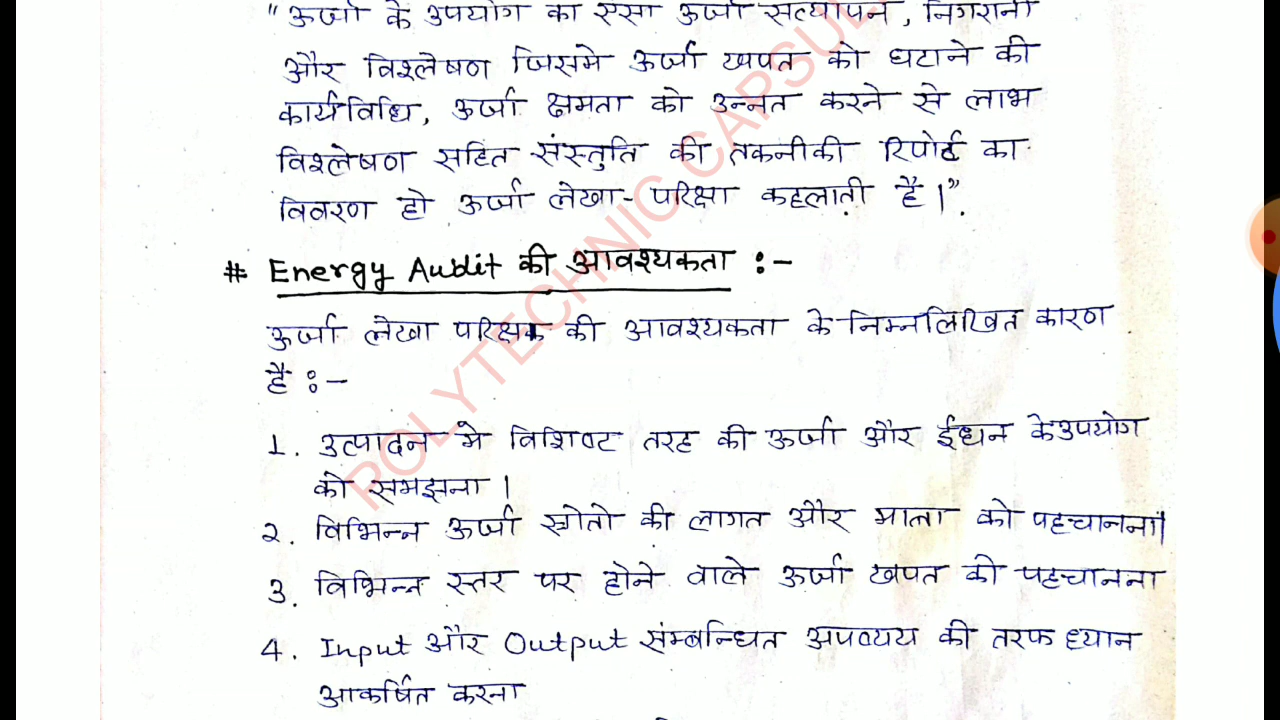 "ऊर्जा के उपयोग का एसा ऊर्जा सत्यापन, निगरानी
और विश्लेषण जिसमे ऊर्जा खपत को घटाने की
कार्यविधि, ऊर्जा क्षमता को उन्नत करने से लाभ
विश्लेषण सहित संस्तुति की तकनीकी रिपोर्ट का
विवरण हो ऊर्जा लेखा-परिक्षा कहलाती है।".
# Energy Audit की आवश्यकता :-
ऊर्जा लेखा परिक्षक की आवश्यकता के निम्नलिखित कारण
है :-
1. उत्पादन मे विशिष्ट तरह की ऊर्जा और ईंधन के उपयोग
को समझना।
2. विभिन्न ऊर्जा स्रोतो की लागत और मात्रा को पहचानना।
3. विभिन्न स्तर पर होने वाले ऊर्जा खपत को पहचानना
4. Input और Output संम्बन्धित अपव्यय की तरफ ध्यान
आकर्षित करना
POLYTECHNIC CAPSUL